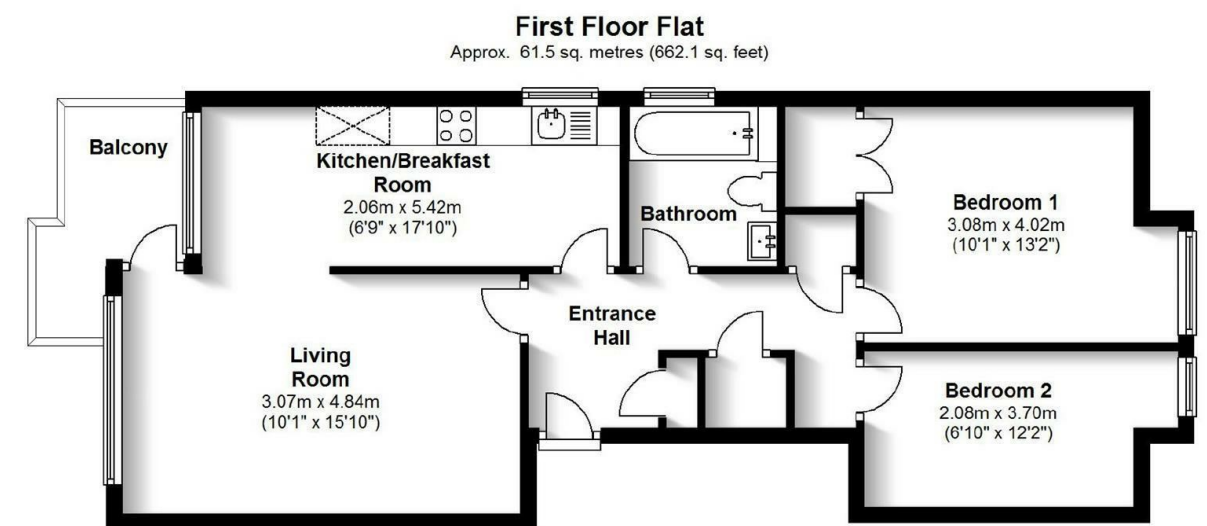 First Floor Flat
Approx. 61.5 sq. metres (662.1 sq. feet)
Balcony
Kitchen/Breakfast
Room
2.06m x 5.42m
(6'9" x 17'10")
Bathroom
Bedroom 1
3.08m x 4.02m
(10'1" x 13'2")
Entrance
Hall
Living
Room
3.07m x 4.84m
(10'1" x 15'10")
Bedroom 2
2.08m x 3.70m
(6'10" x 12'2")